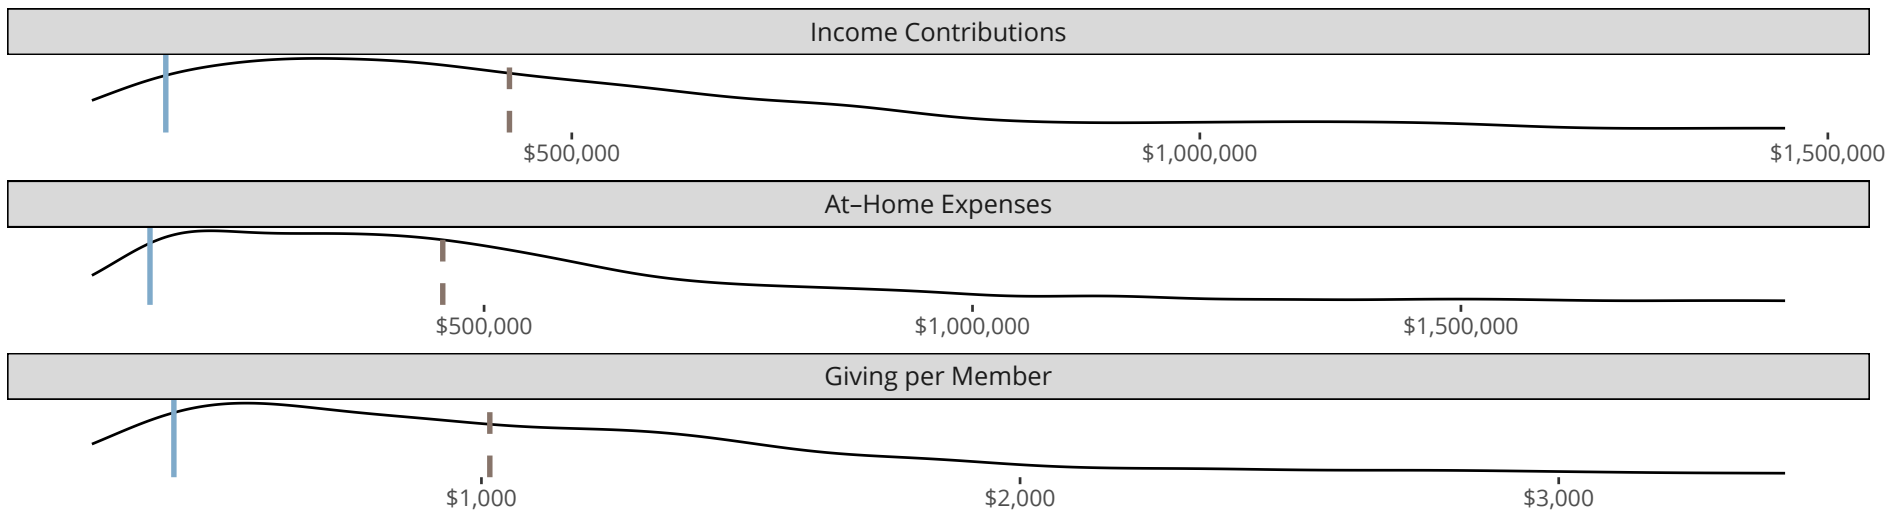 Income Contributions
$500,000 $1,000,000 $1,500,000
At–Home Expenses
$500,000 $1,000,000 $1,500,000
Giving per Member
$1,000 $2,000 $3,000